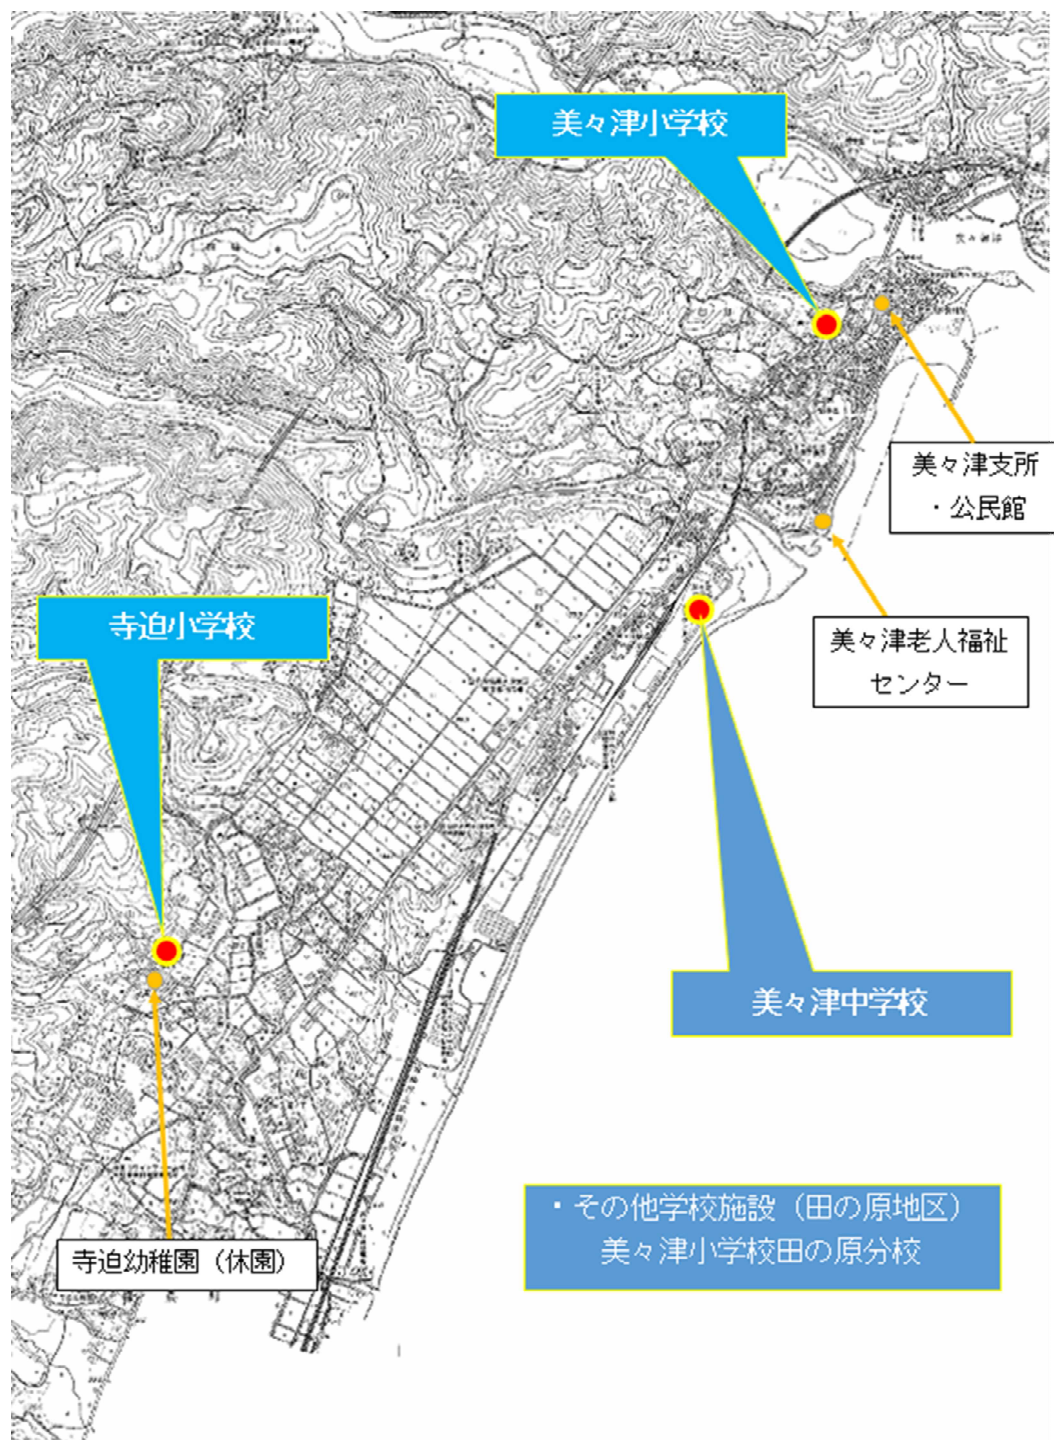 美々津小学校
美々津支所
・公民館
寺迫小学校
美々津老人福祉
センター
美々津中学校
・その他学校施設（田の原地区）
美々津小学校田の原分校
寺迫幼稚園（休園）